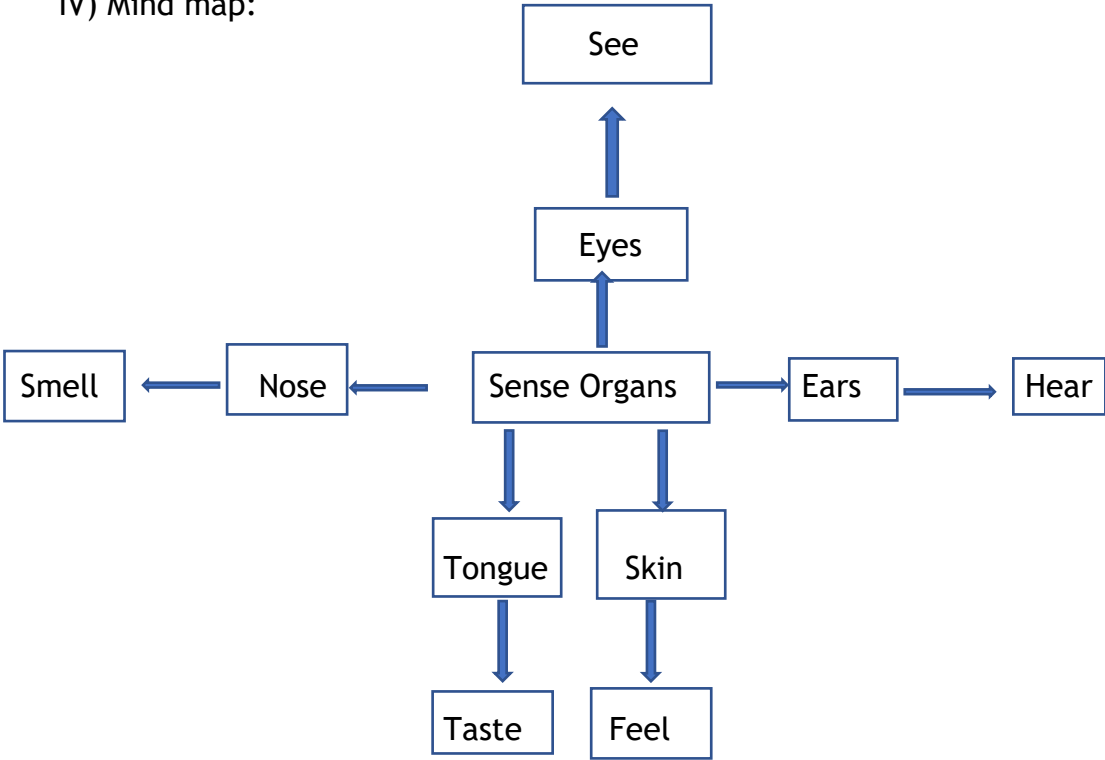 IV) Mind map:
See
Eyes
Smell
Nose
Sense Organs
Ears
Hear
Tongue
Skin
Taste
Feel